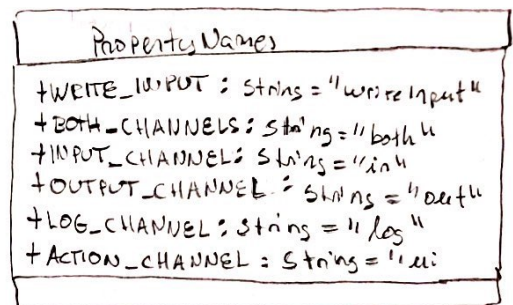 PropertyNames
+WRITE_INPUT : String = "writeInput"
+BOTH_CHANNELS : String = "both"
+INPUT_CHANNEL : String = "in"
+OUTPUT_CHANNEL : String = "out"
+LOG_CHANNEL : String = "log"
+ACTION_CHANNEL : String = "ui